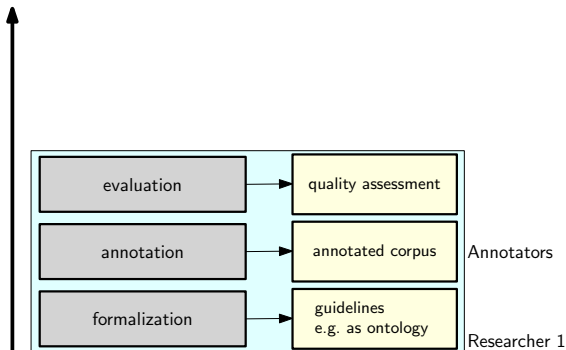 evaluation
quality assessment
annotation
annotated corpus
Annotators
formalization
guidelines
e.g. as ontology
Researcher 1